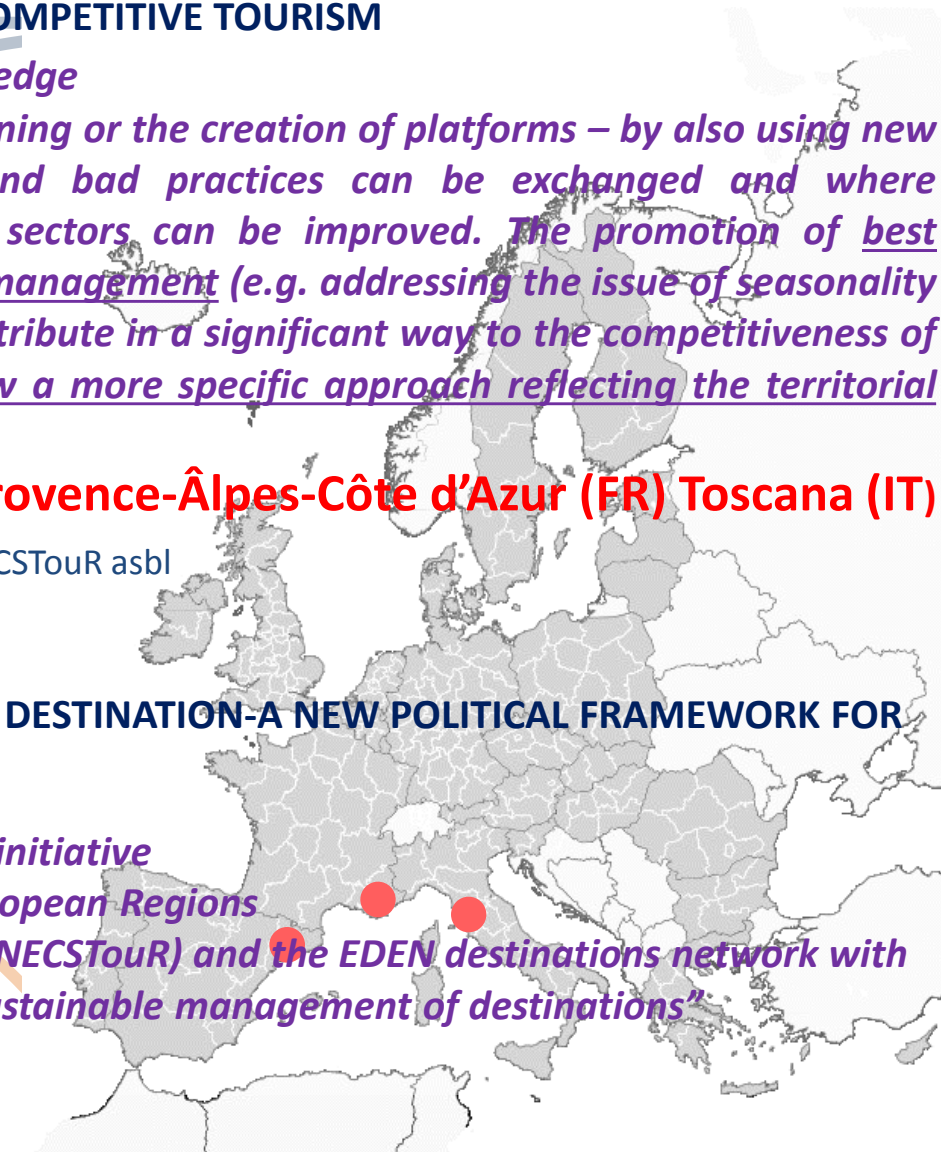 OMPETITIVE TOURISM
edge
ning or the creation of platforms – by also using new
nd bad practices can be exchanged and where
sectors can be improved. The promotion of best
management (e.g. addressing the issue of seasonality
tribute in a significant way to the competitiveness of
w a more specific approach reflecting the territorial
rovence-Âlpes-Côte d’Azur (FR) Toscana (IT)
CSTouR asbl
DESTINATION-A NEW POLITICAL FRAMEWORK FOR
initiative
opean Regions
NECSTouR) and the EDEN destinations network with
stainable management of destinations”